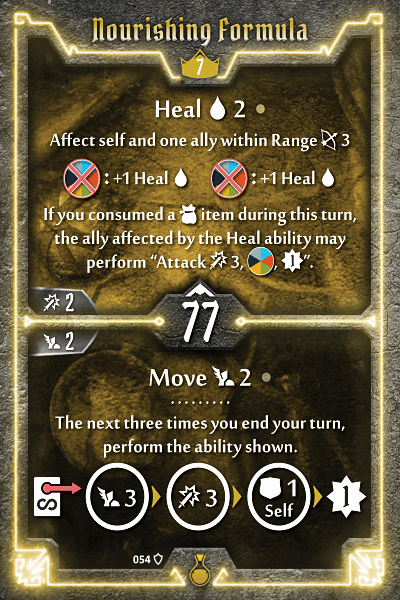 Nourishing Formula
7
Heal 2
Affect self and one ally within Range 3
: +1 Heal : +1 Heal
If you consumed a item during this turn,
the ally affected by the Heal ability may
perform “Attack 3, , ”.
2
77
2
Move 2
The next three times you end your turn,
perform the ability shown.
S 3 3 1 Self 1
054